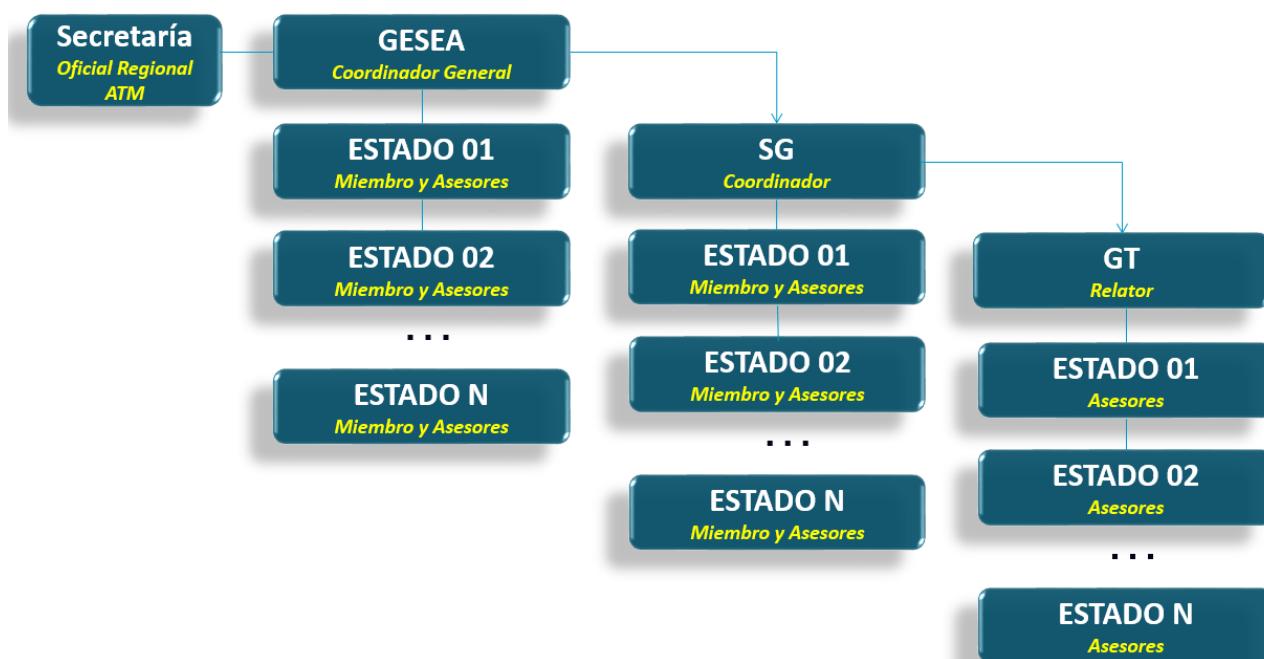 Secretaría
Oficial Regional
ATM
GESEA
Coordinador General
ESTADO 01
Miembro y Asesores
ESTADO 02
Miembro y Asesores
...
ESTADO N
Miembro y Asesores
SG
Coordinador
ESTADO 01
Miembro y Asesores
ESTADO 02
Miembro y Asesores
...
ESTADO N
Miembro y Asesores
GT
Relator
ESTADO 01
Asesores
ESTADO 02
Asesores
...
ESTADO N
Asesores